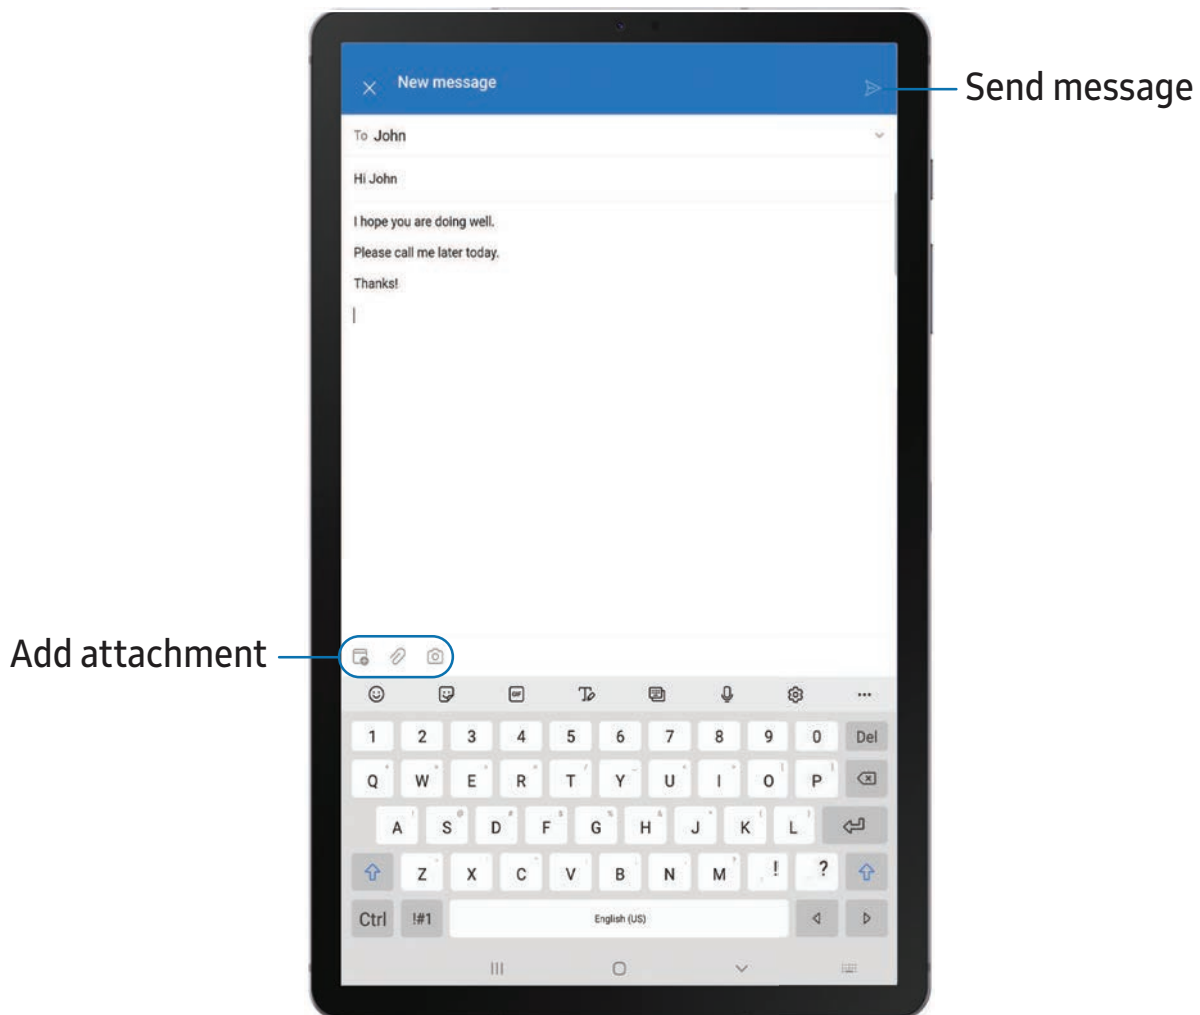 New message
Send message
To John
Hi John
I hope you are doing well.
Please call me later today.
Thanks!
Add attachment
GIF
1 2 3 4 5 6 7 8 9 0 Del
Q W E R T Y U I O P
A S D F G H J K L
Z X C V B N M ! ?
Ctrl !#1 English (US)